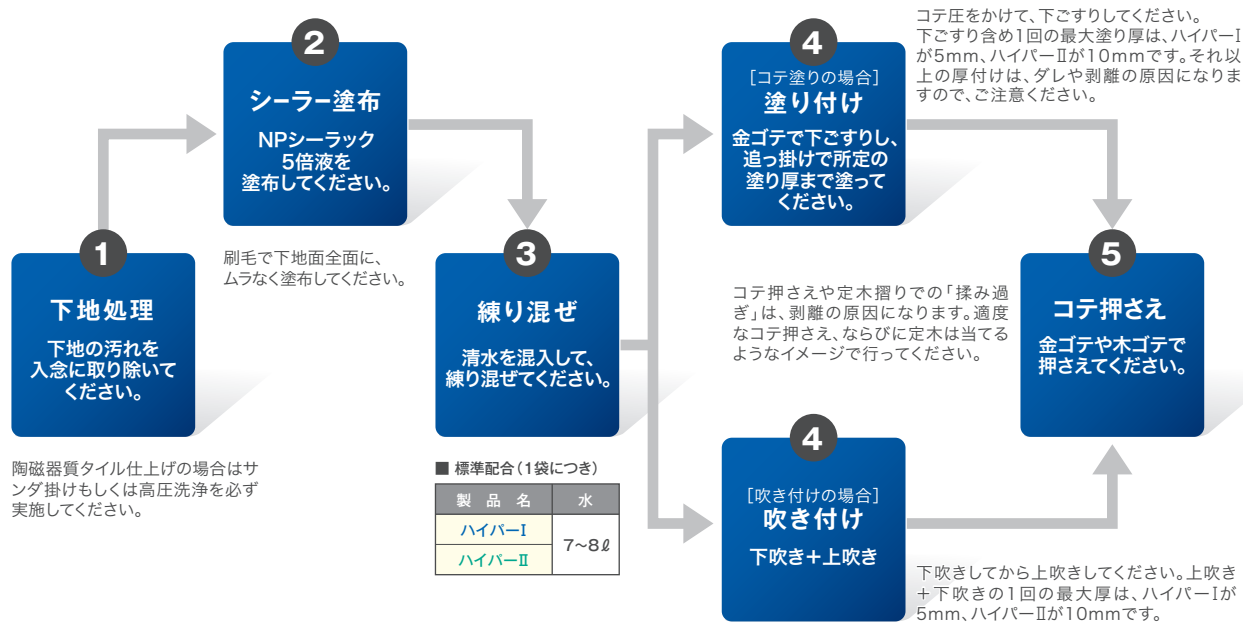 1
下地処理
下地の汚れを
入念に取り除いて
ください。
陶磁器質タイル仕上げの場合はサ
ンダ掛けもしくは高圧洗浄を必ず
実施してください。
2
シーラー塗布
NPシーラック
5倍液を
塗布してください。
刷毛で下地面全面に、
ムラなく塗布してください。
3
練り混ぜ
清水を混入して、
練り混ぜてください。
■ 標準配合(1袋につき)
製品名 水
ハイパーI 7〜8ℓ
ハイパーⅡ
4
[コテ塗りの場合]
塗り付け
金ゴテで下ごすりし、
追っ掛けで所定の
塗り厚まで塗って
ください。
コテ圧をかけて、下ごすりしてください。
下ごすり含め1回の最大塗り厚は、ハイパーI
が5mm、ハイパーⅡが10mmです。それ以
上の厚付けは、ダレや剥離の原因になりま
すので、ご注意ください。
4
[吹き付けの場合]
吹き付け
下吹き+上吹き
下吹きしてから上吹きしてください。上吹き
+下吹きの1回の最大厚は、ハイパーIが
5mm、ハイパーⅡが10mmです。
5
コテ押さえ
金ゴテや木ゴテで
押さえてください。
コテ押さえや定木摺りでの「揉み過
ぎ」は、剥離の原因になります。適度
なコテ押さえ、ならびに定木は当てる
ようなイメージで行ってください。